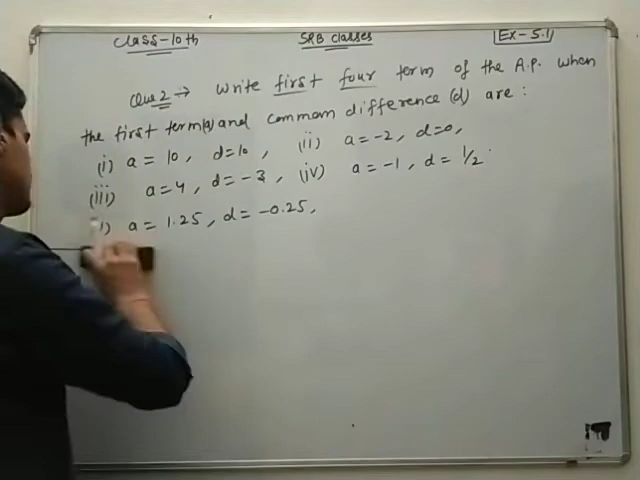 Class-10th SRB Classes Ex-5.1
Ques 2 → Write first four term of the A.P. when
the first term(a) and common difference (d) are:
(i) a = 10, d=10, (ii) a = -2, d=0,
(iii) a = 4, d = -3, (iv) a = -1, d = 1/2
a = 1.25, d = -0.25,